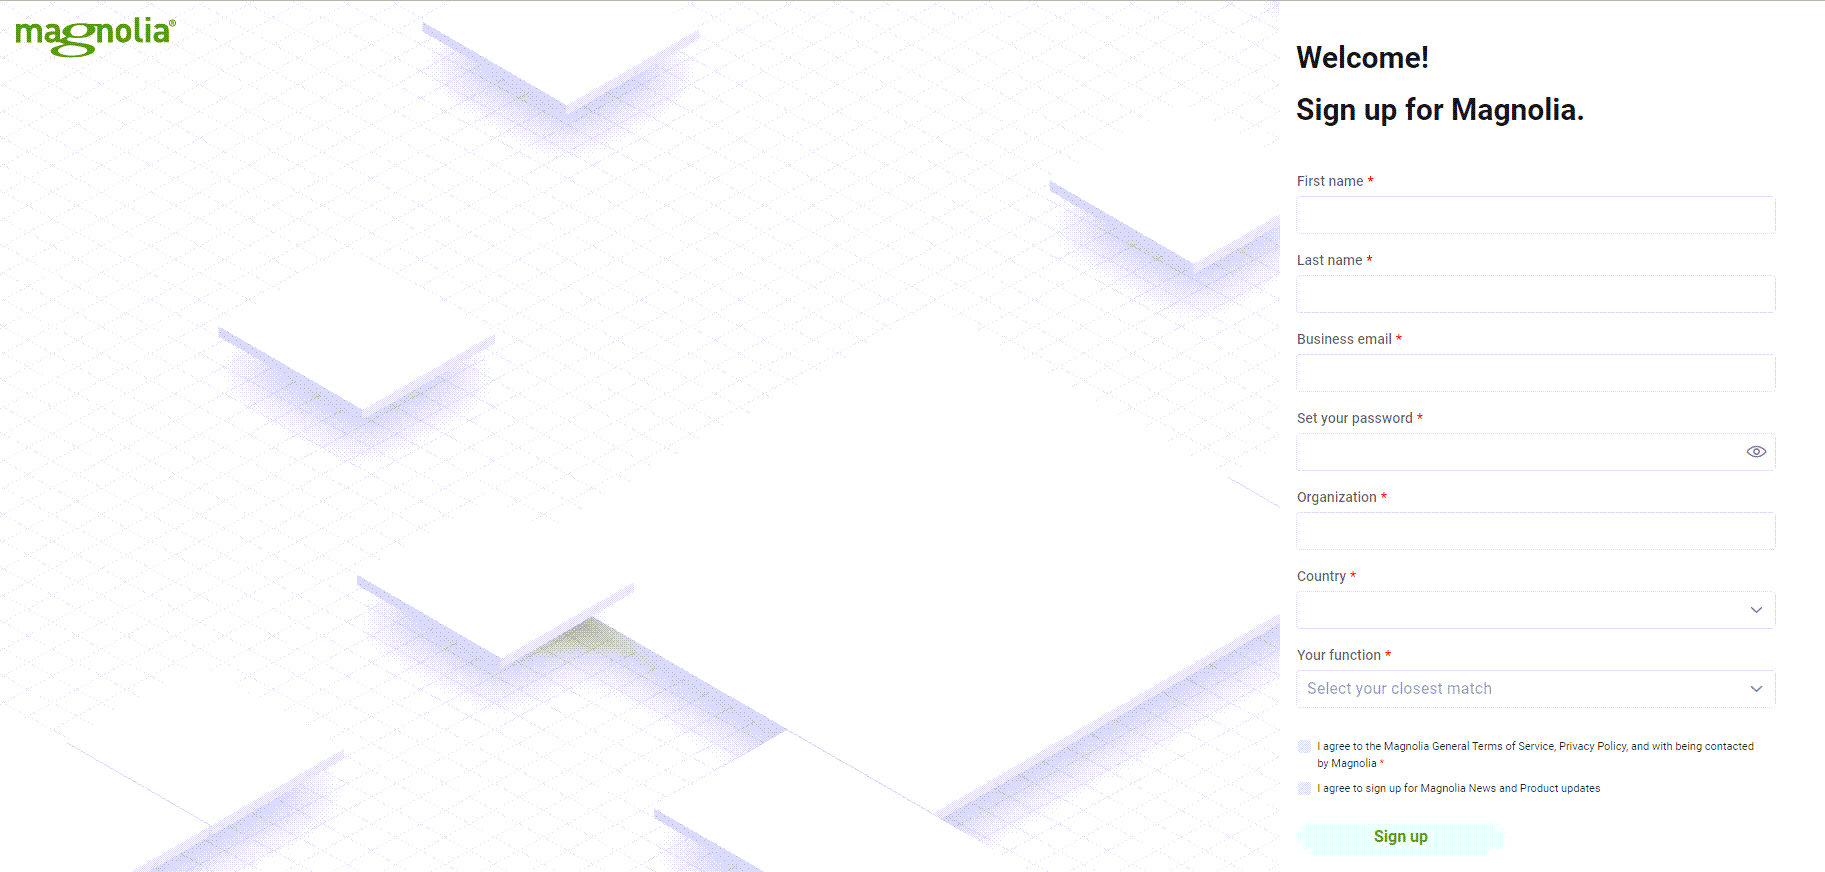 magnolia®
Welcome!
Sign up for Magnolia.
First name *
Last name *
Business email *
Set your password *
Organization *
Country *
Your function *
Select your closest match
I agree to the Magnolia General Terms of Service, Privacy Policy, and with being contacted
by Magnolia *
I agree to sign up for Magnolia News and Product updates
Sign up